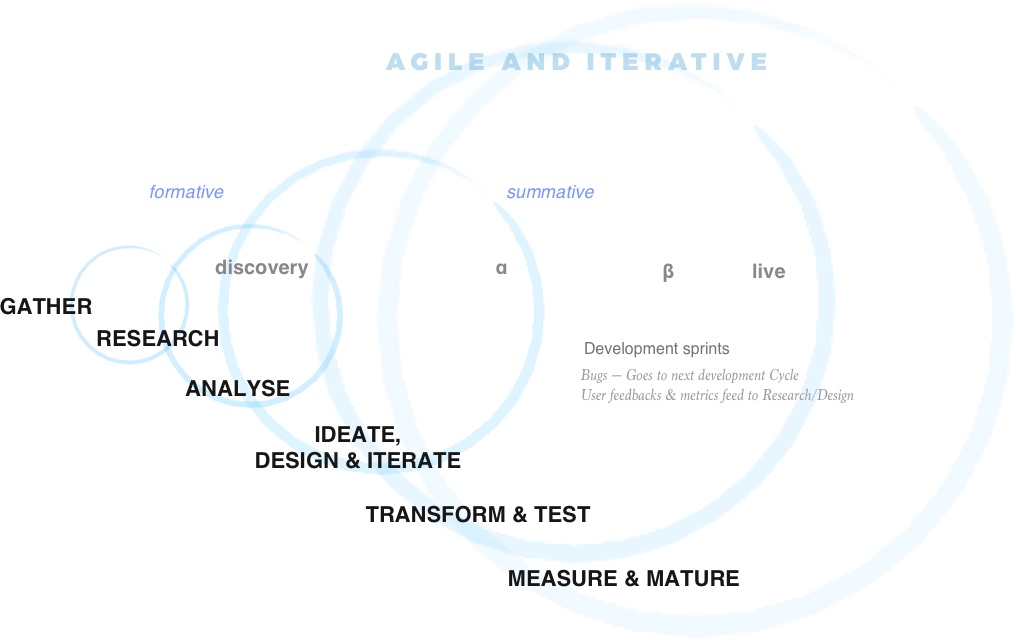 AGILE AND ITERATIVE
formative
summative
discovery
α
β
live
GATHER
RESEARCH
ANALYSE
IDEATE,
DESIGN & ITERATE
TRANSFORM & TEST
MEASURE & MATURE
Development sprints
Bugs — Goes to next development Cycle
User feedbacks & metrics feed to Research/Design